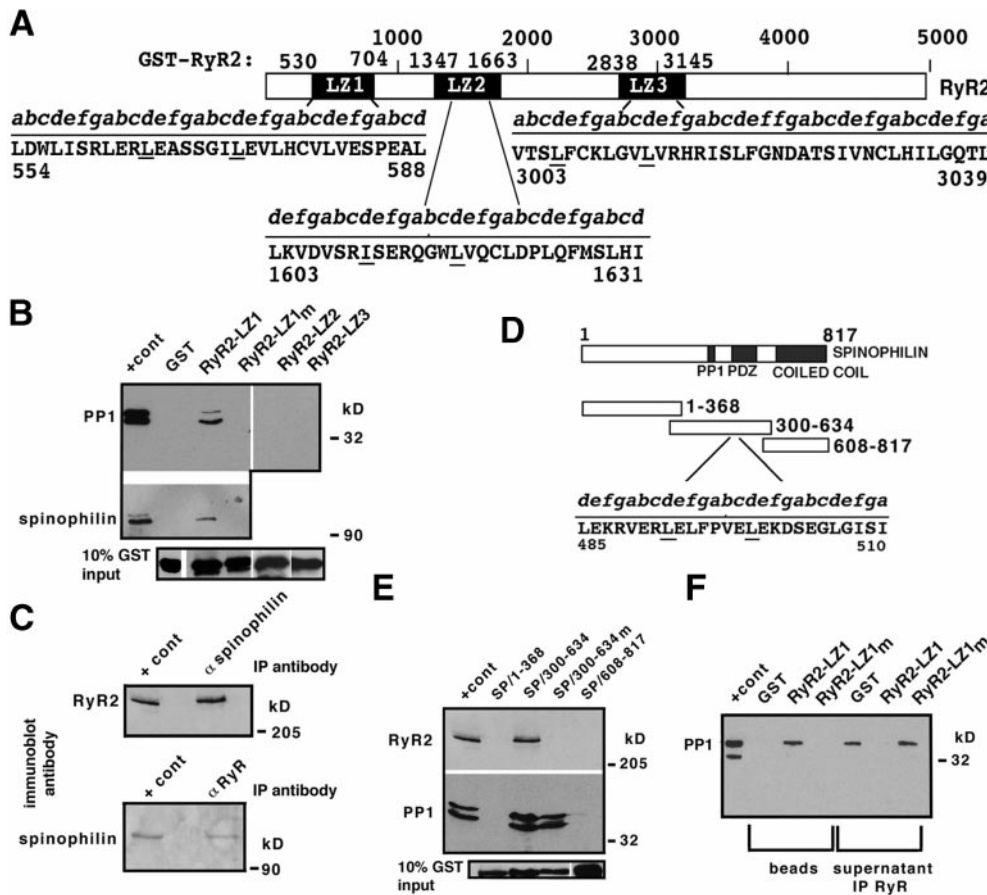 A
1000 2000 3000 4000 5000
GST-RyR2: 530 704 1347 1663 2838 3145
LZ1 LZ2 LZ3 RyR2
abcdefgabcdefgabcdefgabcdefgabcd
LDWLISRLERLEASSGILEVLHCVLVESPEAL
554 588
abcdefgabcdefgabcdeffgabcdefgabcdefga
VTSLFCKLGVLVRHRISLFGNDATSIVNCLHILGQTL
3003 3039
defgabcdefgabcdefgabcdefgabcd
LKVDVSRISERQGWLVQCLDPLQFMSLHI
1603 1631
B
+cont GST RyR2-LZ1 RyR2-LZ1m RyR2-LZ2 RyR2-LZ3
PP1
kD
32
spinophilin
90
10% GST
input
C
+ cont α spinophilin IP antibody
RyR2
kD
205
immunoblot
antibody
+ cont α RyR IP antibody
spinophilin
kD
90
D
1 817
SPINOPHILIN
PP1 PDZ COILED COIL
1-368
300-634
608-817
defgabcdefgabcdefgabcdefga
LEKRVERLELFPVELEKDSEGLGISI
485 510
E
+cont SP/1-368 SP/300-634 SP/300-634m SP/608-817
RyR2
kD
205
PP1
32
10% GST
input
F
+cont GST RyR2-LZ1 RyR2-LZ1m GST RyR2-LZ1 RyR2-LZ1m
PP1
kD
32
beads supernatant
IP RyR